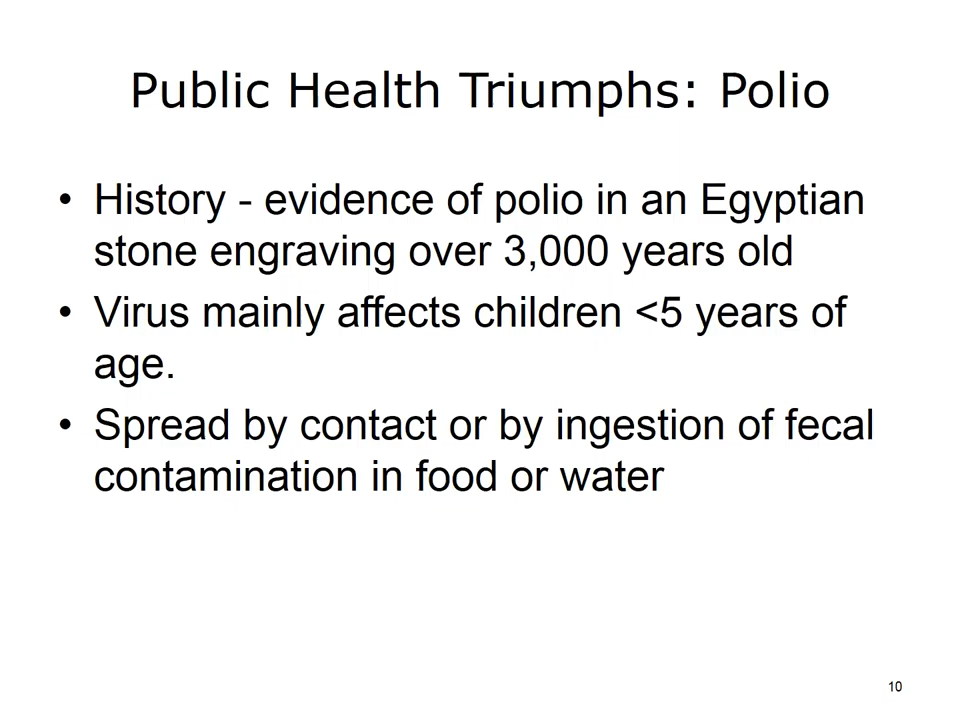 Public Health Triumphs: Polio
• History - evidence of polio in an Egyptian
stone engraving over 3,000 years old
• Virus mainly affects children <5 years of
age.
• Spread by contact or by ingestion of fecal
contamination in food or water
10